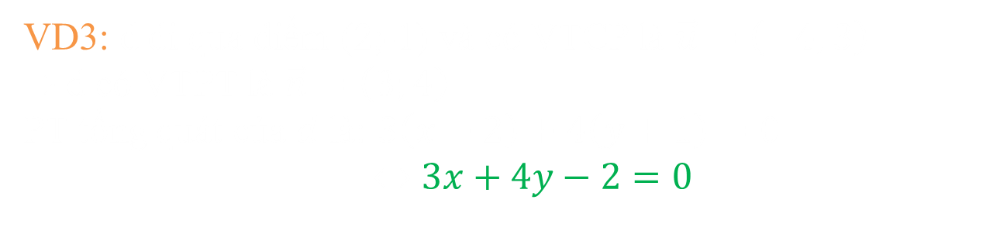 VD3:
3x + 4y − 2 = 0